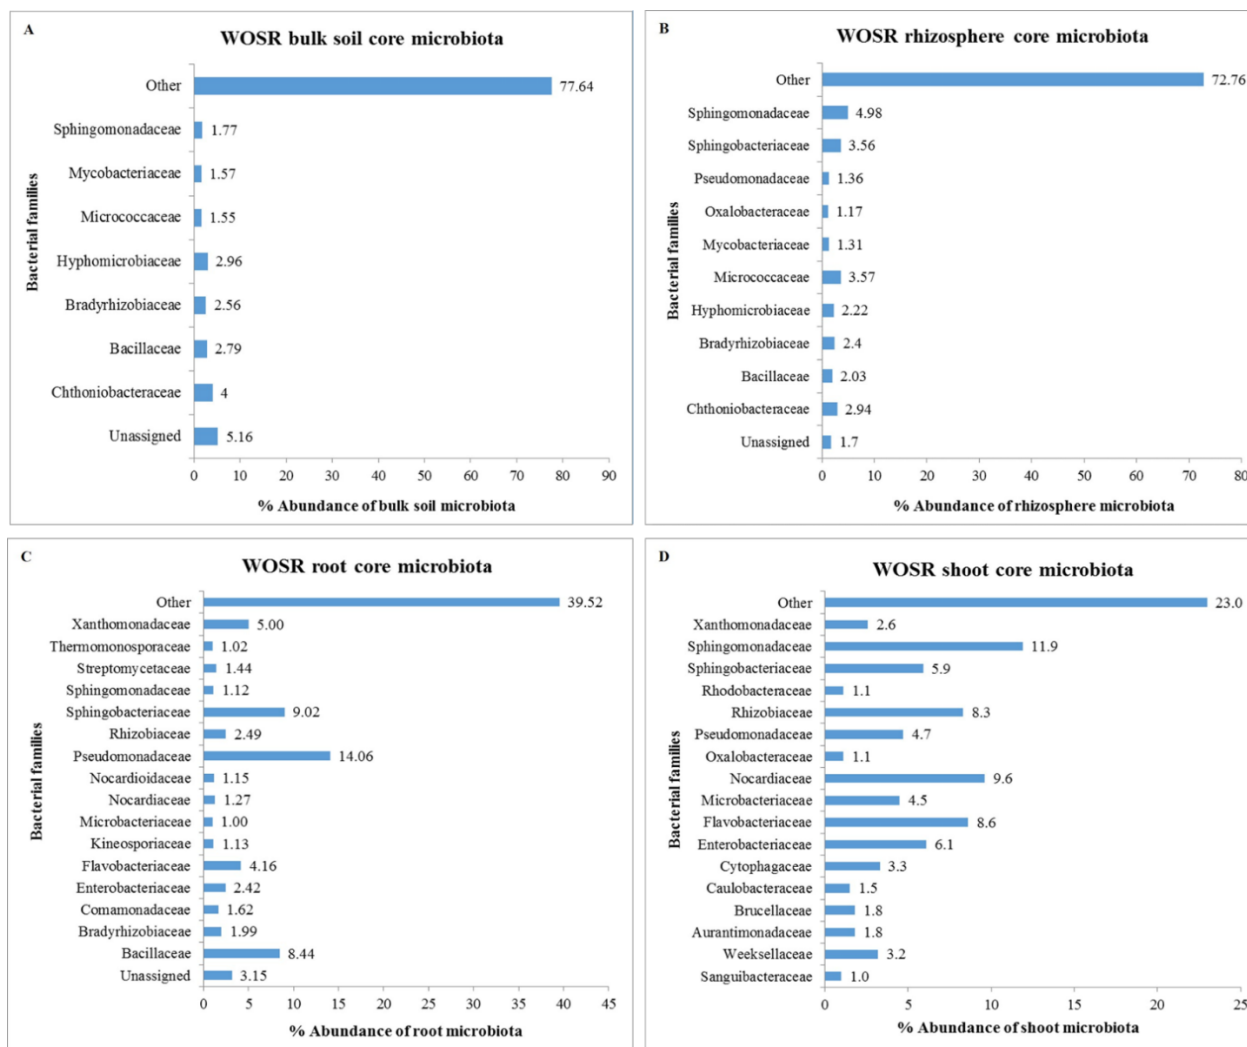 A
WOSR bulk soil core microbiota
Bacterial families
Other 77.64
Sphingomonadaceae 1.77
Mycobacteriaceae 1.57
Micrococcaceae 1.55
Hyphomicrobiaceae 2.96
Bradyrhizobiaceae 2.56
Bacillaceae 2.79
Chthoniobacteraceae 4
Unassigned 5.16
0 10 20 30 40 50 60 70 80 90
% Abundance of bulk soil microbiota
B
WOSR rhizosphere core microbiota
Bacterial families
Other 72.76
Sphingomonadaceae 4.98
Sphingobacteriaceae 3.56
Pseudomonadaceae 1.36
Oxalobacteraceae 1.17
Mycobacteriaceae 1.31
Micrococcaceae 3.57
Hyphomicrobiaceae 2.22
Bradyrhizobiaceae 2.4
Bacillaceae 2.03
Chthoniobacteraceae 2.94
Unassigned 1.7
0 10 20 30 40 50 60 70 80
% Abundance of rhizosphere microbiota
C
WOSR root core microbiota
Bacterial families
Other 39.52
Xanthomonadaceae 5.00
Thermomonosporaceae 1.02
Streptomycetaceae 1.44
Sphingomonadaceae 1.12
Sphingobacteriaceae 9.02
Rhizobiaceae 2.49
Pseudomonadaceae 14.06
Nocardioidaceae 1.15
Nocardiaceae 1.27
Microbacteriaceae 1.00
Kineosporiaceae 1.13
Flavobacteriaceae 4.16
Enterobacteriaceae 2.42
Comamonadaceae 1.62
Bradyrhizobiaceae 1.99
Bacillaceae 8.44
Unassigned 3.15
0 5 10 15 20 25 30 35 40 45
% Abundance of root microbiota
D
WOSR shoot core microbiota
Bacterial families
Other 23.0
Xanthomonadaceae 2.6
Sphingomonadaceae 11.9
Sphingobacteriaceae 5.9
Rhodobacteraceae 1.1
Rhizobiaceae 8.3
Pseudomonadaceae 4.7
Oxalobacteraceae 1.1
Nocardiaceae 9.6
Microbacteriaceae 4.5
Flavobacteriaceae 8.6
Enterobacteriaceae 6.1
Cytophagaceae 3.3
Caulobacteraceae 1.5
Brucellaceae 1.8
Aurantimonadaceae 1.8
Weeksellaceae 3.2
Sanguibacteraceae 1.0
0 5 10 15 20 25
% Abundance of shoot microbiota